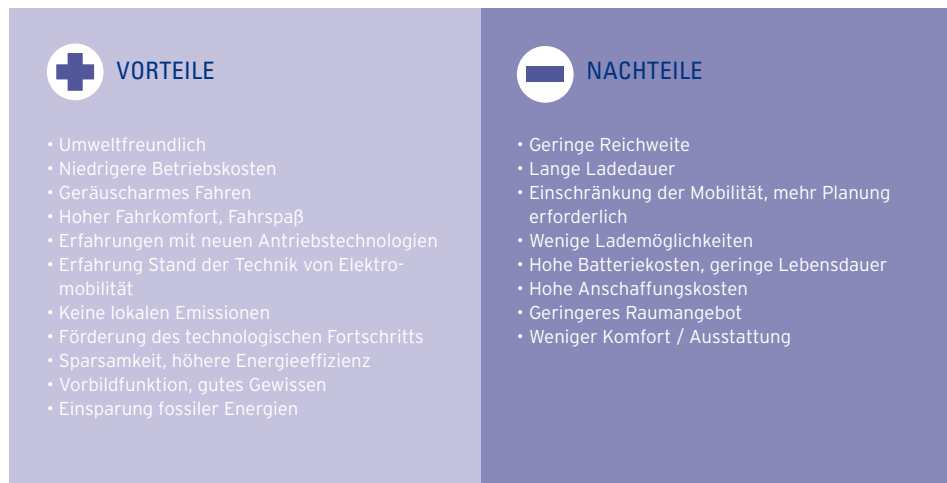 VORTEILE
• Umweltfreundlich
• Niedrigere Betriebskosten
• Geräuscharmes Fahren
• Hoher Fahrkomfort, Fahrspaß
• Erfahrungen mit neuen Antriebstechnologien
• Erfahrung Stand der Technik von Elektro-
mobilität
• Keine lokalen Emissionen
• Förderung des technologischen Fortschritts
• Sparsamkeit, höhere Energieeffizienz
• Vorbildfunktion, gutes Gewissen
• Einsparung fossiler Energien
NACHTEILE
• Geringe Reichweite
• Lange Ladedauer
• Einschränkung der Mobilität, mehr Planung
erforderlich
• Wenige Lademöglichkeiten
• Hohe Batteriekosten, geringe Lebensdauer
• Hohe Anschaffungskosten
• Geringeres Raumangebot
• Weniger Komfort / Ausstattung